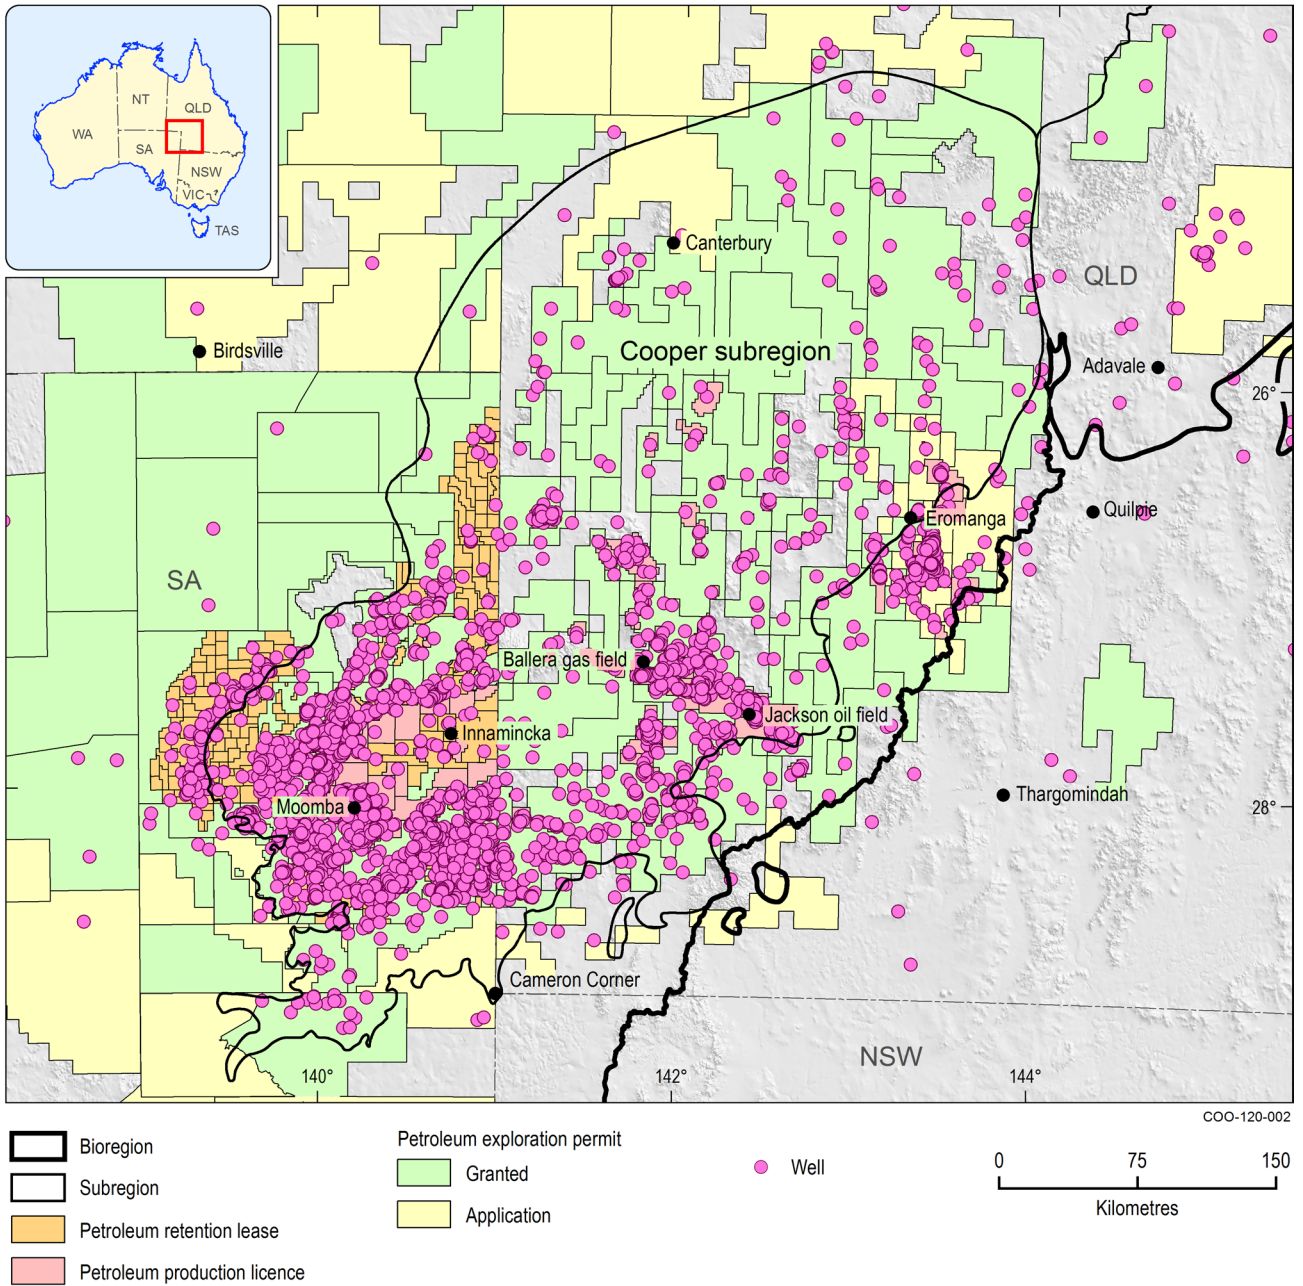 NT
QLD
WA
SA
NSW
VIC
TAS
Canterbury
QLD
Birdsville
Cooper subregion
Adavale
26°
Eromanga
Quilpie
SA
Ballera gas field
Jackson oil field
Innamincka
Moomba
Thargomindah
28°
Cameron Corner
NSW
140°
142°
144°
COO-120-002
Bioregion
Subregion
Petroleum retention lease
Petroleum production licence
Petroleum exploration permit
Granted
Application
Well
0 75 150
Kilometres